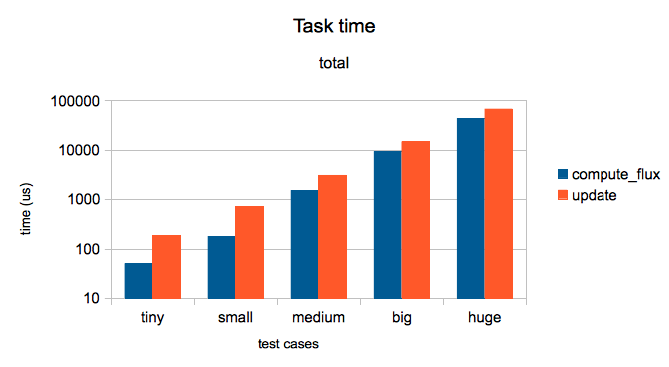 Task time
total
100000
10000
1000
100
10
time (us)
tiny small medium big huge
test cases
compute_flux
update